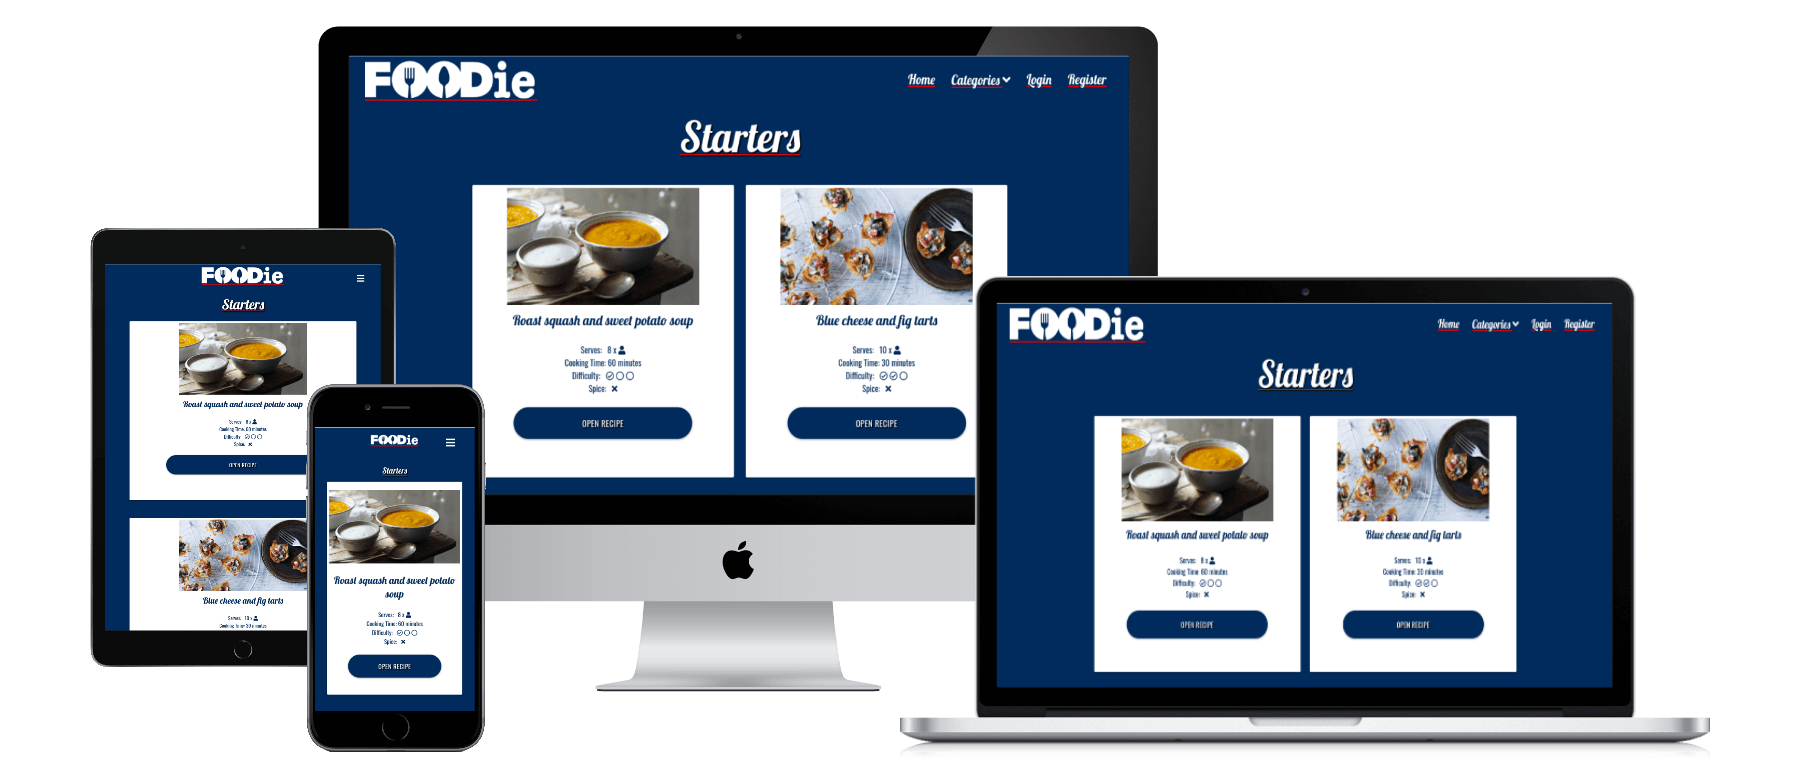 FOODie
Home Categories Login Register
Starters
Roast squash and sweet potato soup
Serves: 8 x
Cooking Time: 60 minutes
Difficulty:
Spice:
OPEN RECIPE
Blue cheese and fig tarts
Serves: 10 x
Cooking Time: 30 minutes
Difficulty:
Spice:
OPEN RECIPE
FOODie
Starters
Roast squash and sweet potato soup
Serves: 8 x
Cooking Time: 60 minutes
Difficulty:
Spice:
OPEN RECIPE
Blue cheese and fig tarts
Serves: 10 x
Cooking Time: 30 minutes
FOODie
Starters
Roast squash and sweet potato
soup
Serves: 8 x
Cooking Time: 60 minutes
Difficulty:
Spice:
OPEN RECIPE
FOODie
Home Categories Login Register
Starters
Roast squash and sweet potato soup
Serves: 8 x
Cooking Time: 60 minutes
Difficulty:
Spice:
OPEN RECIPE
Blue cheese and fig tarts
Serves: 10 x
Cooking Time: 30 minutes
Difficulty:
Spice:
OPEN RECIPE